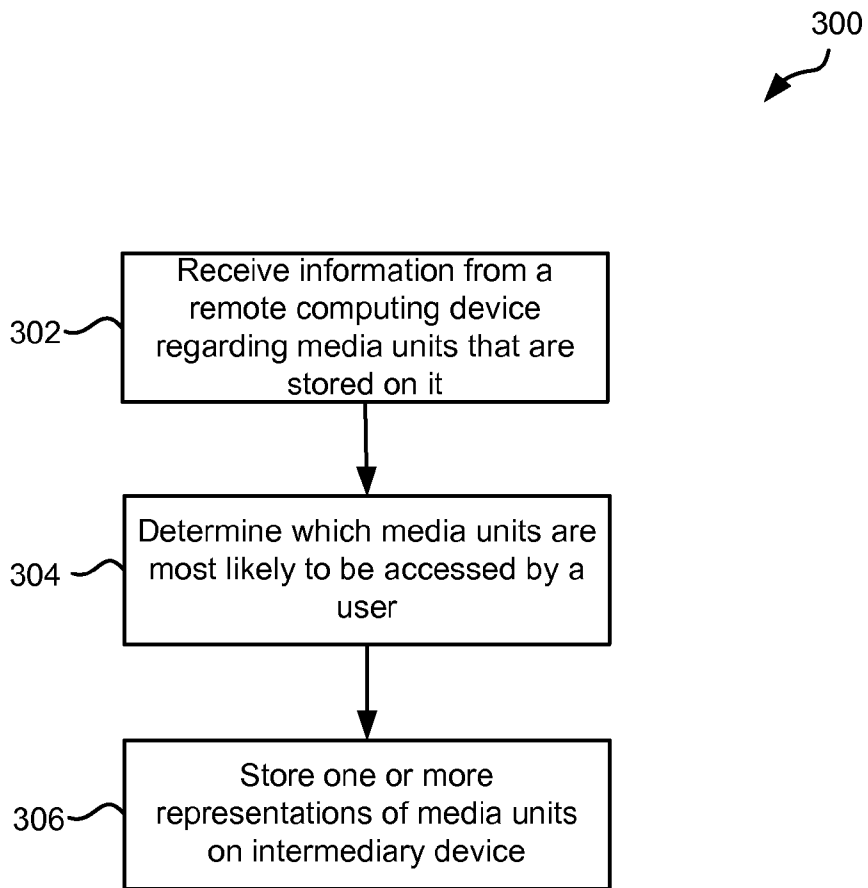 300
Receive information from a
remote computing device
regarding media units that are
stored on it
302
Determine which media units are
most likely to be accessed by a
user
304
Store one or more
representations of media units
on intermediary device
306